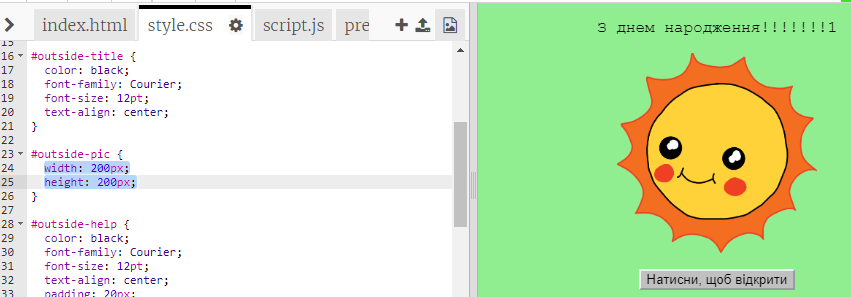 index.html style.css script.js pre
15
16 #outside-title {
17 color: black;
18 font-family: Courier;
19 font-size: 12pt;
20 text-align: center;
21 }
22
23 #outside-pic {
24 width: 200px;
25 height: 200px;
26 }
27
28 #outside-help {
29 color: black;
30 font-family: Courier;
31 font-size: 12pt;
32 text-align: center;
33 padding: 20px;
З днем народження!!!!!!!1
Натисни, щоб відкрити